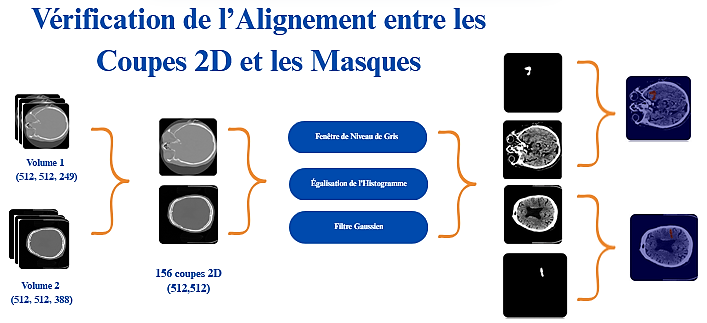 Vérification de l’Alignement entre les
Coupes 2D et les Masques
Volume 1
(512, 512, 249)
Volume 2
(512, 512, 388)
156 coupes 2D
(512,512)
Fenêtre de Niveau de Gris
Égalisation de l'Histogramme
Filtre Gaussien